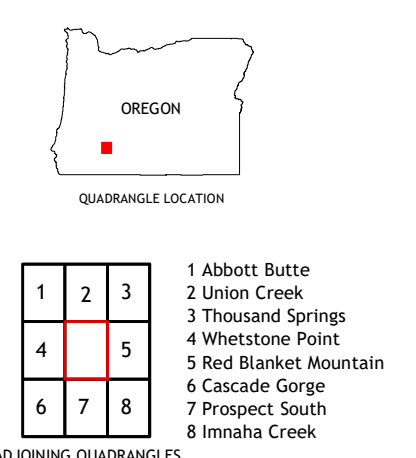 OREGON
QUADRANGLE LOCATION
1 2 3
4 5
6 7 8
1 Abbott Butte
2 Union Creek
3 Thousand Springs
4 Whetstone Point
5 Red Blanket Mountain
6 Cascade Gorge
7 Prospect South
8 Imnaha Creek
ADJOINING QUADRANGLES